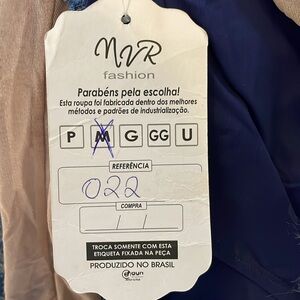 NVR
fashion
Parabéns pela escolha!
Esta roupa foi fabricada dentro dos melhores
métodos e padrões de industrialização.
P M G GG U
REFERÊNCIA
022
COMPRA
/ /
TROCA SOMENTE COM ESTA
ETIQUETA FIXADA NA PEÇA
PRODUZIDO NO BRASIL